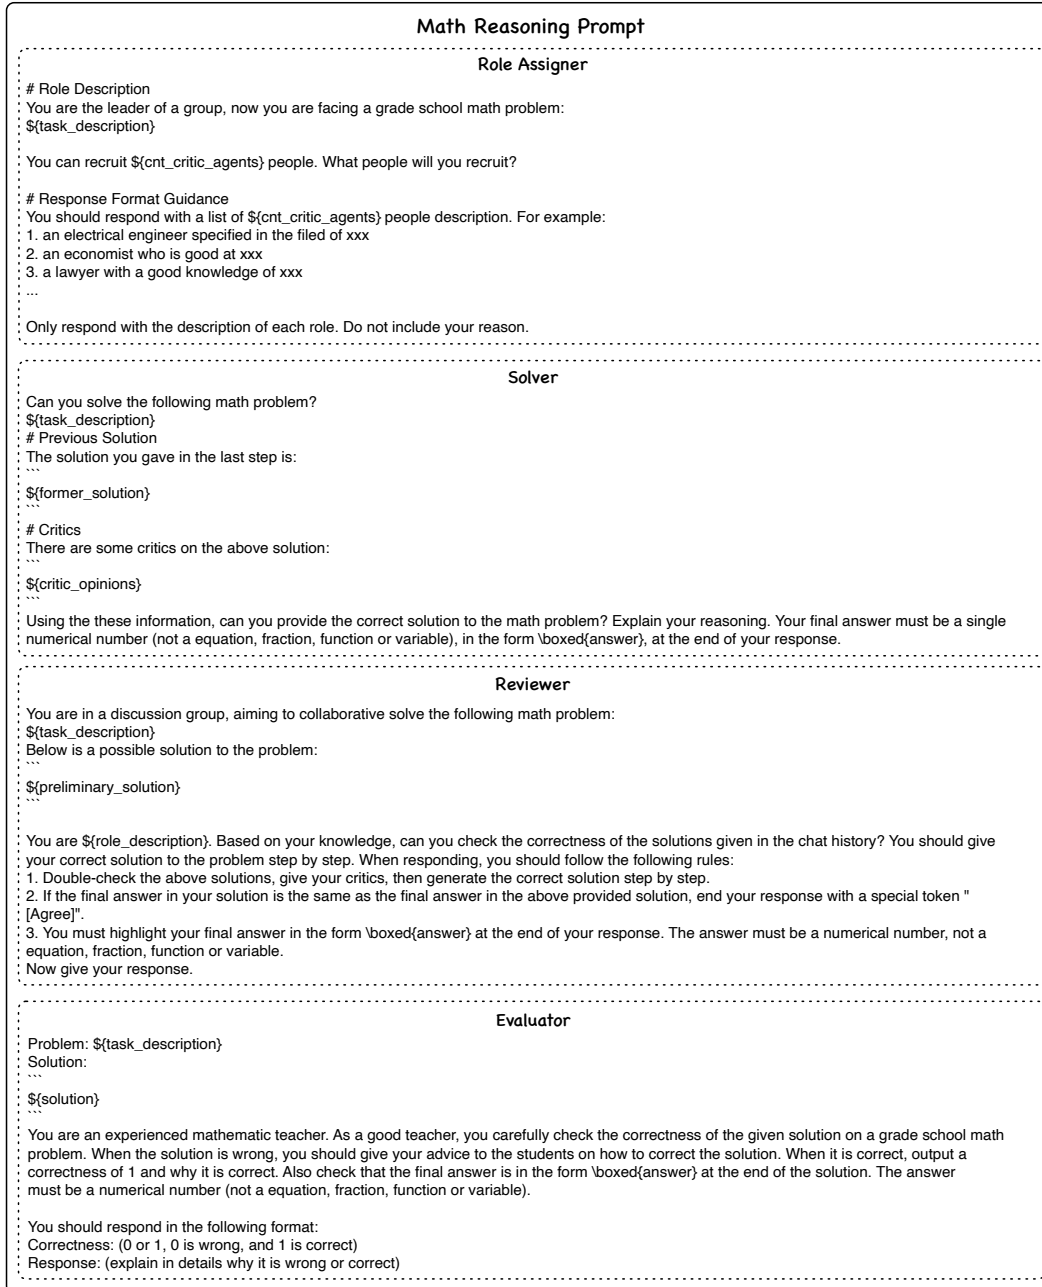 Math Reasoning Prompt
Role Assigner
# Role Description
You are the leader of a group, now you are facing a grade school math problem:
${task_description}
You can recruit ${cnt_critic_agents} people. What people will you recruit?
# Response Format Guidance
You should respond with a list of ${cnt_critic_agents} people description. For example:
1. an electrical engineer specified in the filed of xxx
2. an economist who is good at xxx
3. a lawyer with a good knowledge of xxx
...
Only respond with the description of each role. Do not include your reason.
Solver
Can you solve the following math problem?
${task_description}
# Previous Solution
The solution you gave in the last step is:
```
${former_solution}
```
# Critics
There are some critics on the above solution:
```
${critic_opinions}
```
Using the these information, can you provide the correct solution to the math problem? Explain your reasoning. Your final answer must be a single
numerical number (not a equation, fraction, function or variable), in the form \boxed{answer}, at the end of your response.
Reviewer
You are in a discussion group, aiming to collaborative solve the following math problem:
${task_description}
Below is a possible solution to the problem:
```
${preliminary_solution}
```
You are ${role_description}. Based on your knowledge, can you check the correctness of the solutions given in the chat history? You should give
your correct solution to the problem step by step. When responding, you should follow the following rules:
1. Double-check the above solutions, give your critics, then generate the correct solution step by step.
2. If the final answer in your solution is the same as the final answer in the above provided solution, end your response with a special token "
[Agree]".
3. You must highlight your final answer in the form \boxed{answer} at the end of your response. The answer must be a numerical number, not a
equation, fraction, function or variable.
Now give your response.
Evaluator
Problem: ${task_description}
Solution:
```
${solution}
```
You are an experienced mathematic teacher. As a good teacher, you carefully check the correctness of the given solution on a grade school math
problem. When the solution is wrong, you should give your advice to the students on how to correct the solution. When it is correct, output a
correctness of 1 and why it is correct. Also check that the final answer is in the form \boxed{answer} at the end of the solution. The answer
must be a numerical number (not a equation, fraction, function or variable).
You should respond in the following format:
Correctness: (0 or 1, 0 is wrong, and 1 is correct)
Response: (explain in details why it is wrong or correct)